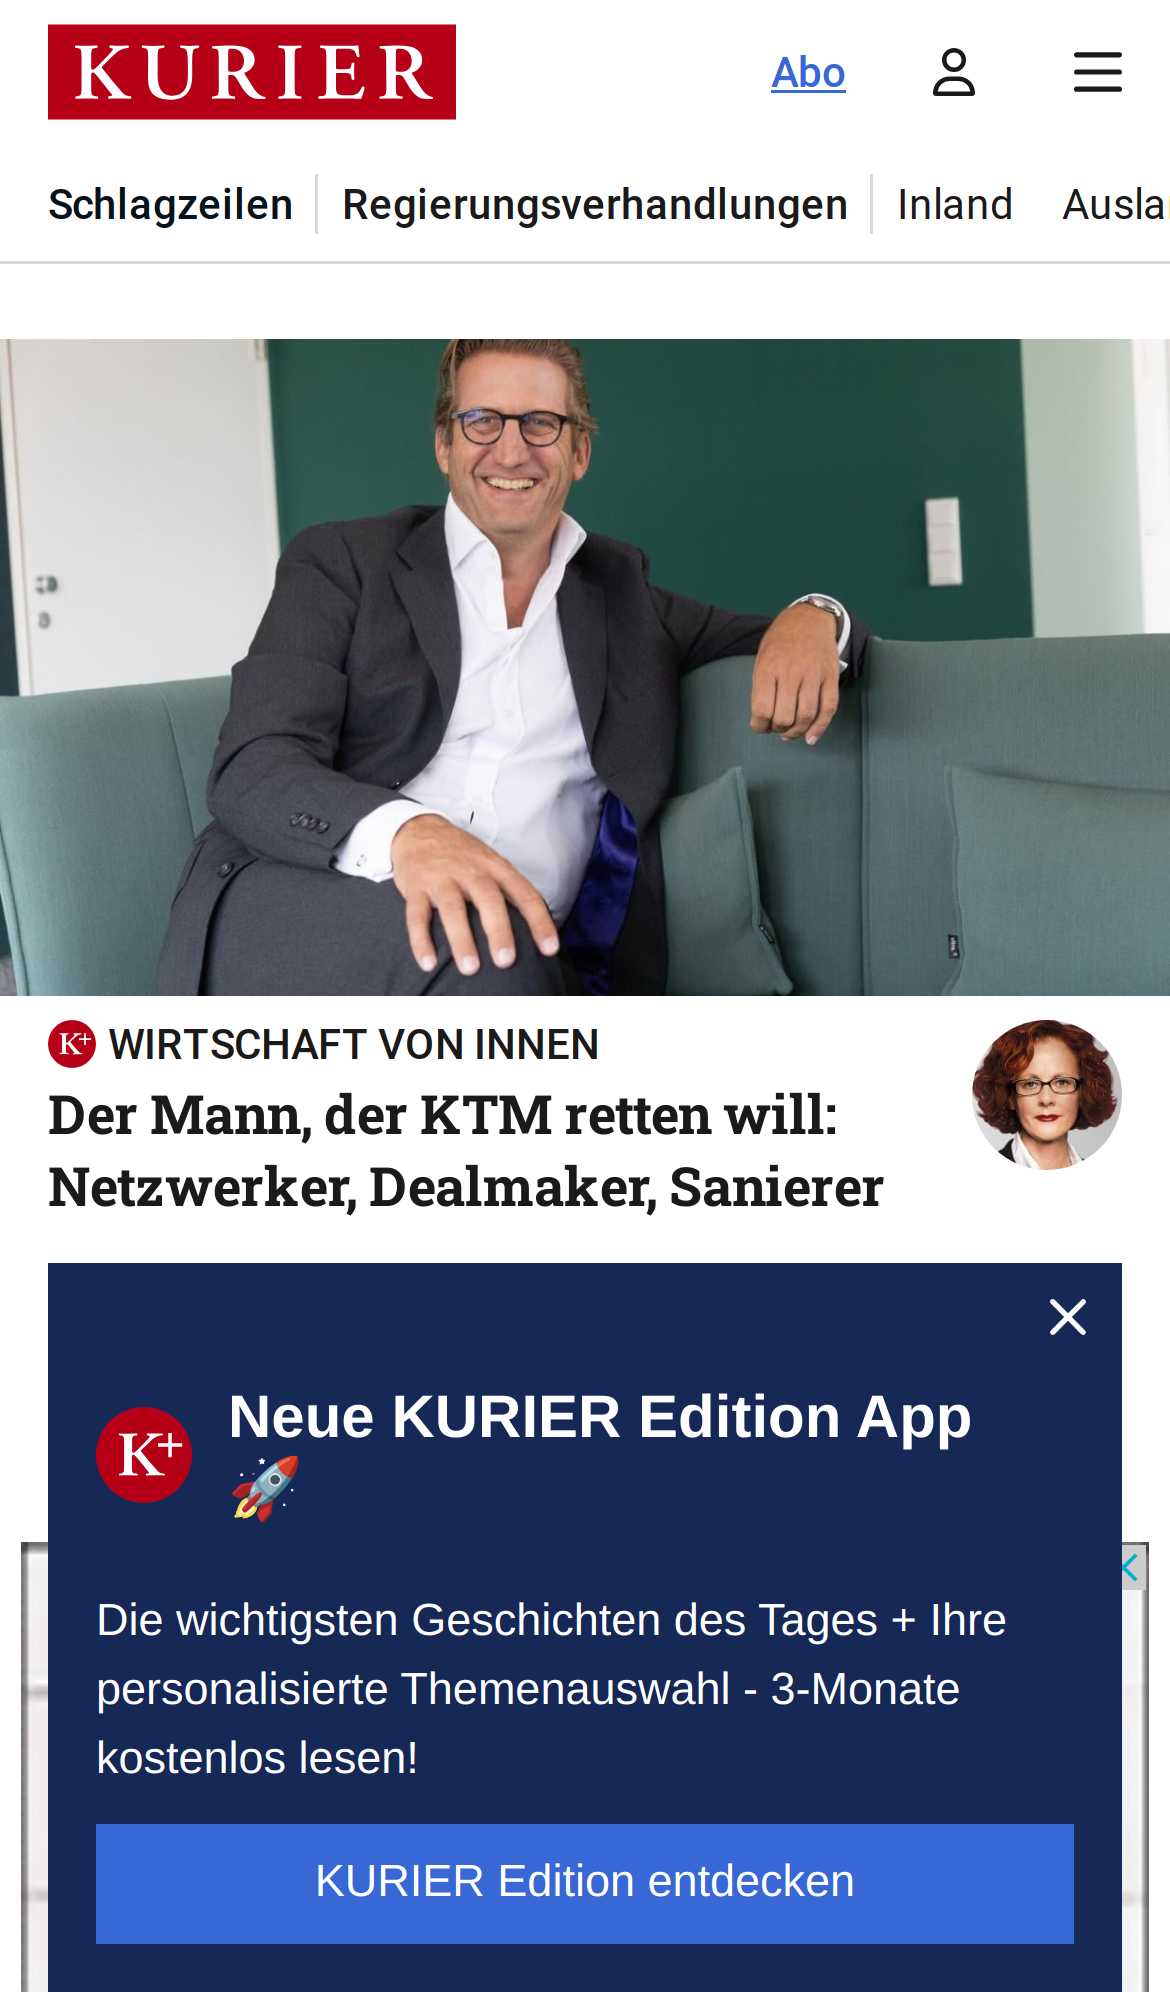 KURIER
Abo
Schlagzeilen
Regierungsverhandlungen
Inland
Ausla
K+ WIRTSCHAFT VON INNEN
Der Mann, der KTM retten will:
Netzwerker, Dealmaker, Sanierer
Neue KURIER Edition App
K+
🚀
Die wichtigsten Geschichten des Tages + Ihre
personalisierte Themenauswahl - 3-Monate
kostenlos lesen!
KURIER Edition entdecken